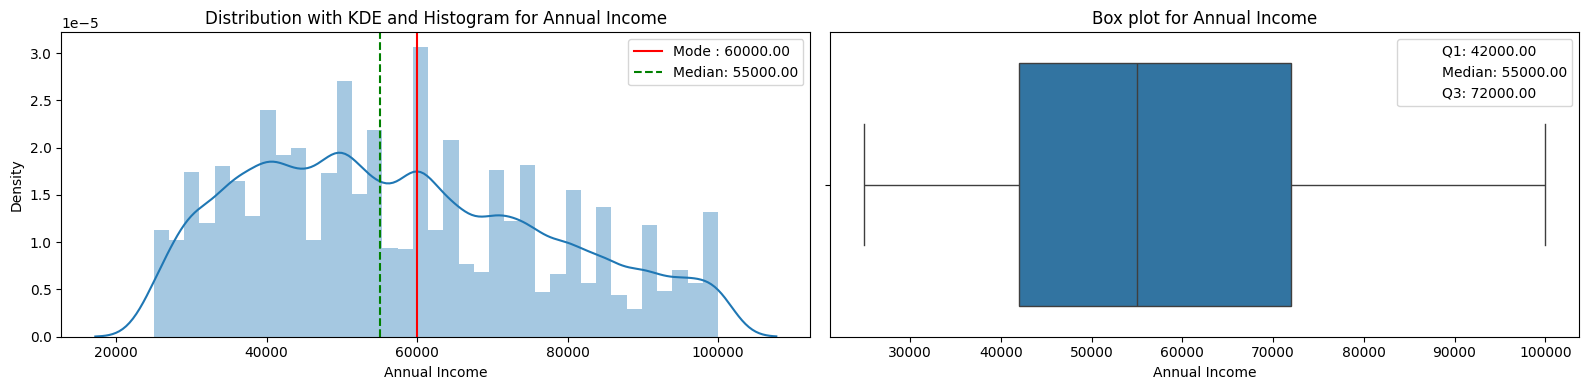 Distribution with KDE and Histogram for Annual Income
1e−5
3.0
2.5
2.0
1.5
1.0
0.5
0.0
Density
Mode : 60000.00
Median: 55000.00
20000 40000 60000 80000 100000
Annual Income
Box plot for Annual Income
Q1: 42000.00
Median: 55000.00
Q3: 72000.00
30000 40000 50000 60000 70000 80000 90000 100000
Annual Income